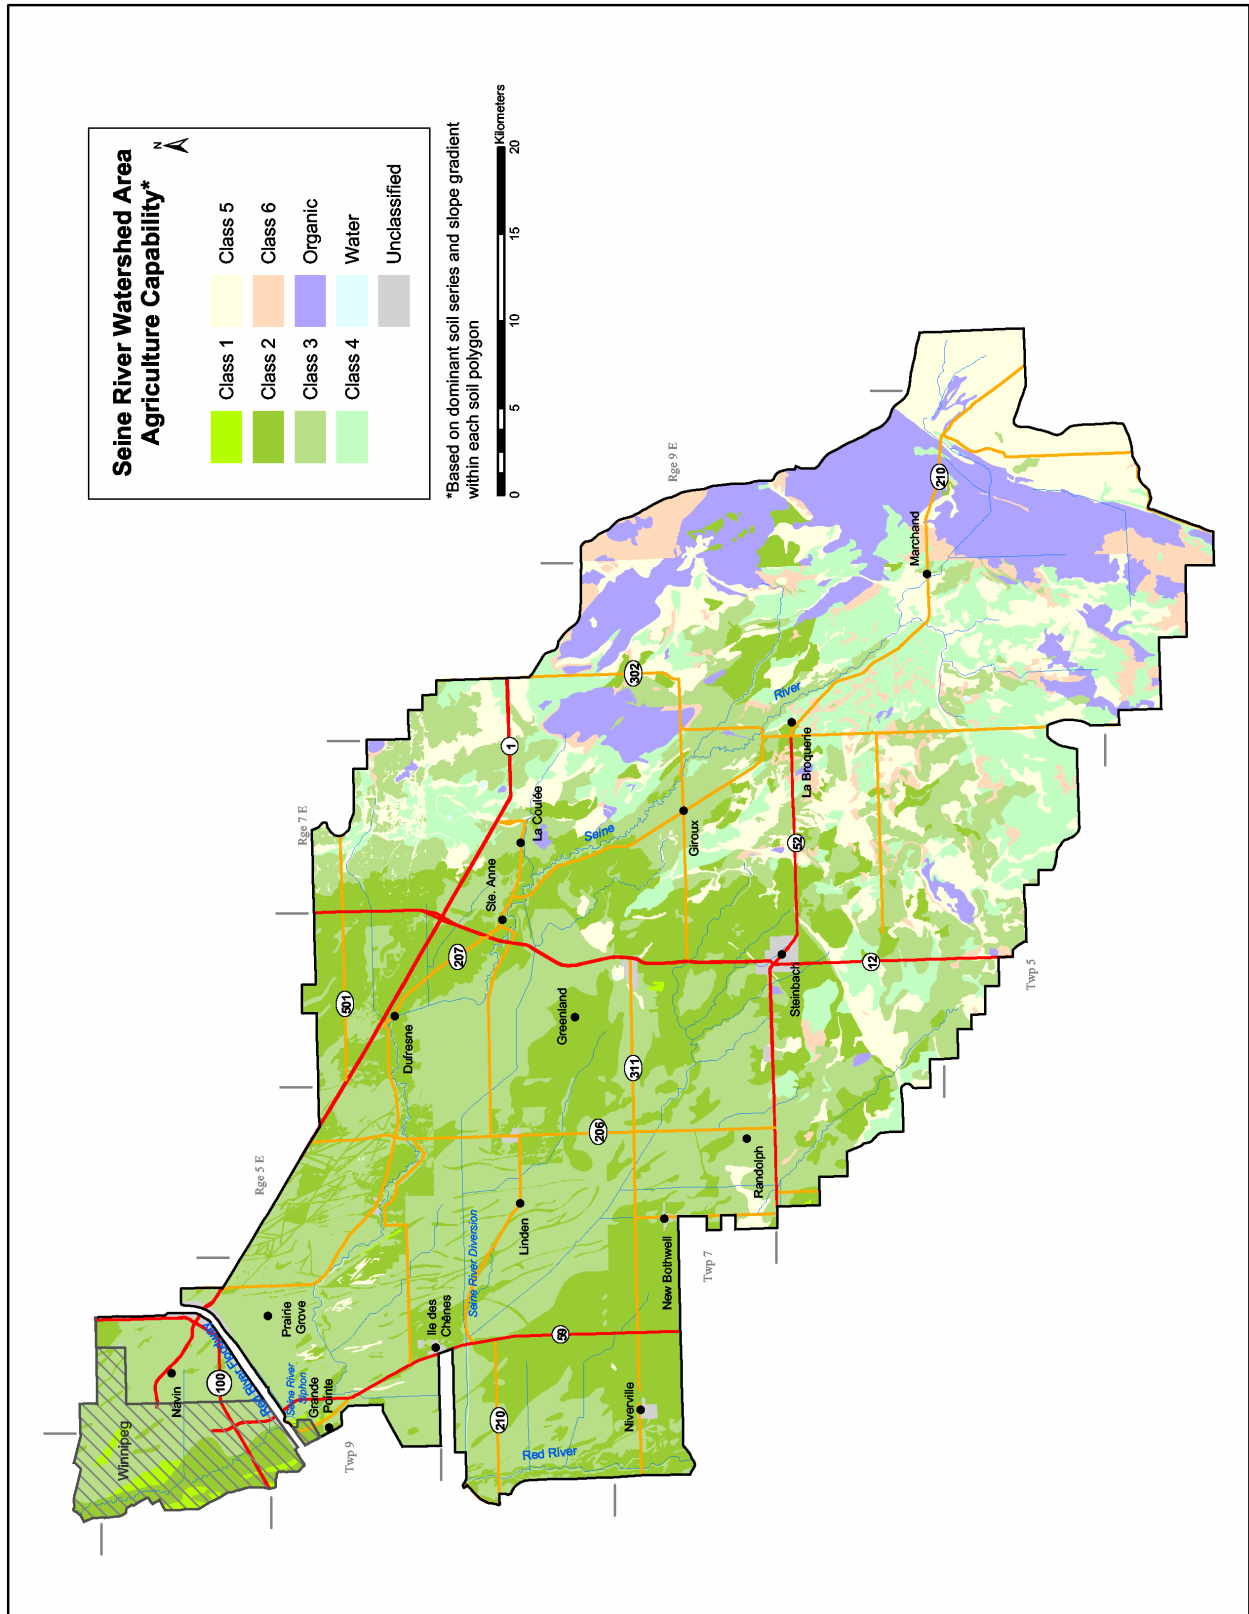 Seine River Watershed Area
Agriculture Capability*
N
Class 1
Class 2
Class 3
Class 4
Class 5
Class 6
Organic
Water
Unclassified
*Based on dominant soil series and slope gradient
within each soil polygon
0
5
10
15
20
Kilometers
Winnipeg
Navin
100
Red River Floodway
Seine River
Siphon
Grande
Pointe
Prairie
Grove
Twp 9
Rge 5 E
Rge 7 E
Rge 9 E
Ile des
Chênes
Seine River Diversion
59
210
Red River
Niverville
New Bothwell
Twp 7
Linden
206
311
Randolph
Greenland
Dufresne
501
207
Ste. Anne
La Coulée
1
302
Seine
River
Giroux
La Broquerie
52
Steinbach
12
Twp 5
Marchand
210